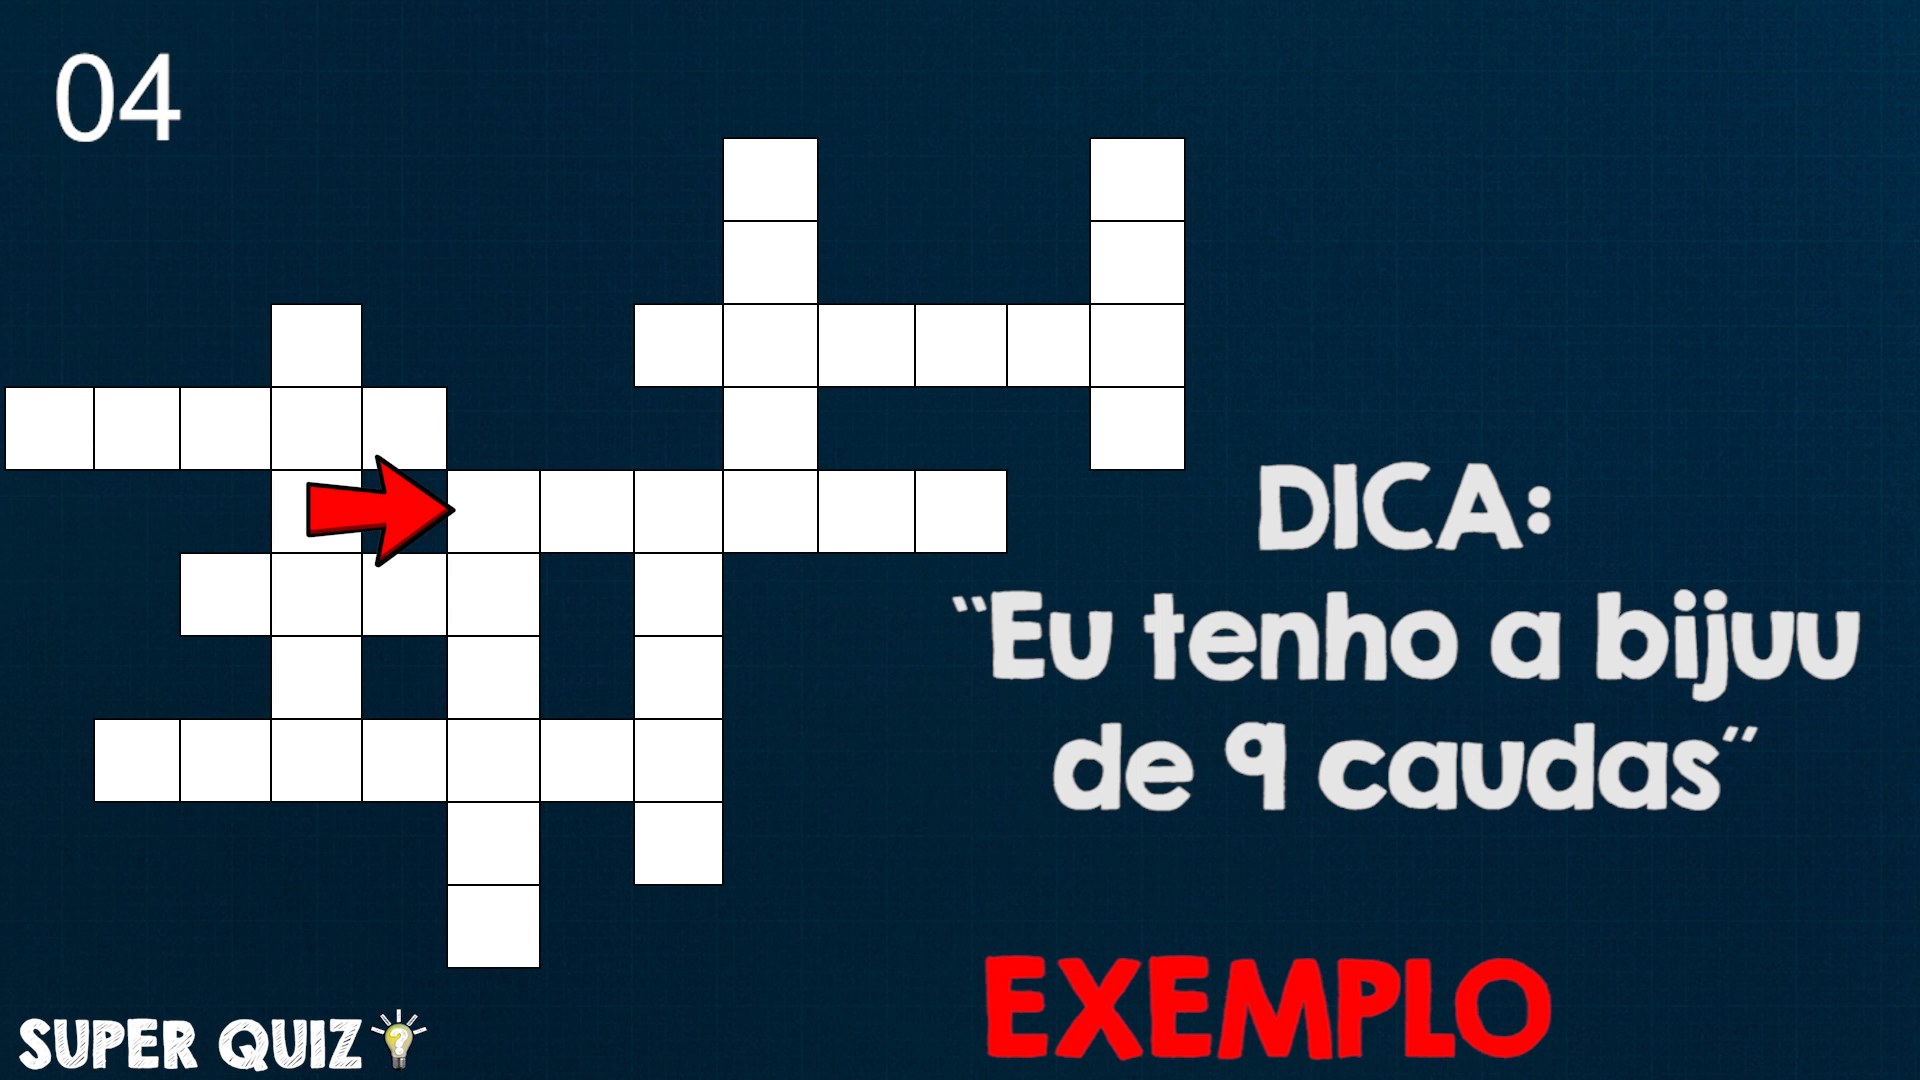 04
DICA:
¨Eu tenho a bijuu
de 9 caudas¨
EXEMPLO
SUPER QUIZ
?